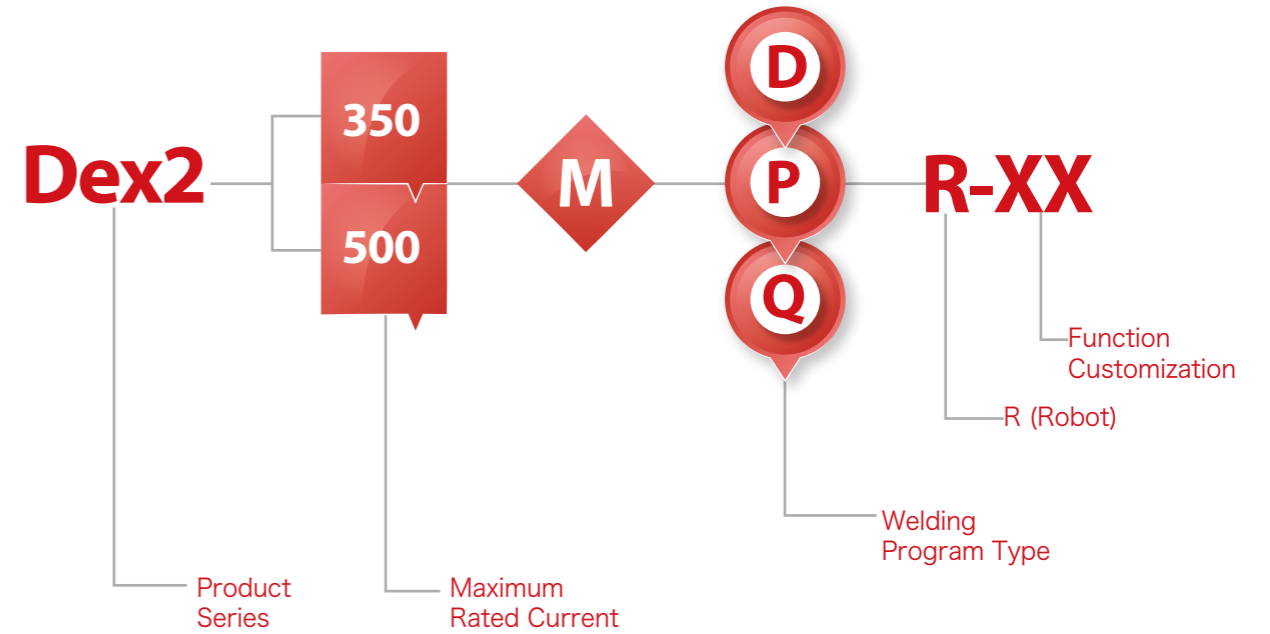 Dex2
350
500
M
D
P
Q
R-XX
Function
Customization
R (Robot)
Welding
Program Type
Product
Series
Maximum
Rated Current